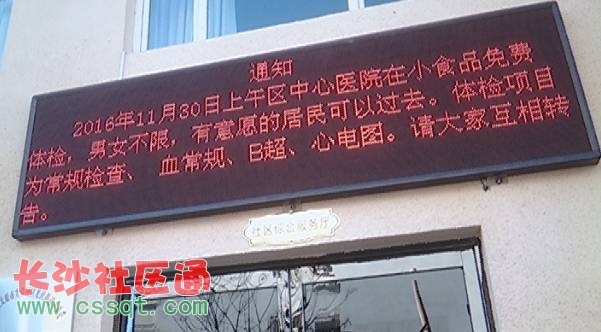 通知
2016年11月30日上午区中心医院在小食品免费
体检，男女不限，有意愿的居民可以过去。体检项目
为常规检查、血常规、B超、心电图。请大家互相转
告。
社区综合服务厅
长沙社区通
www.cssqt.com